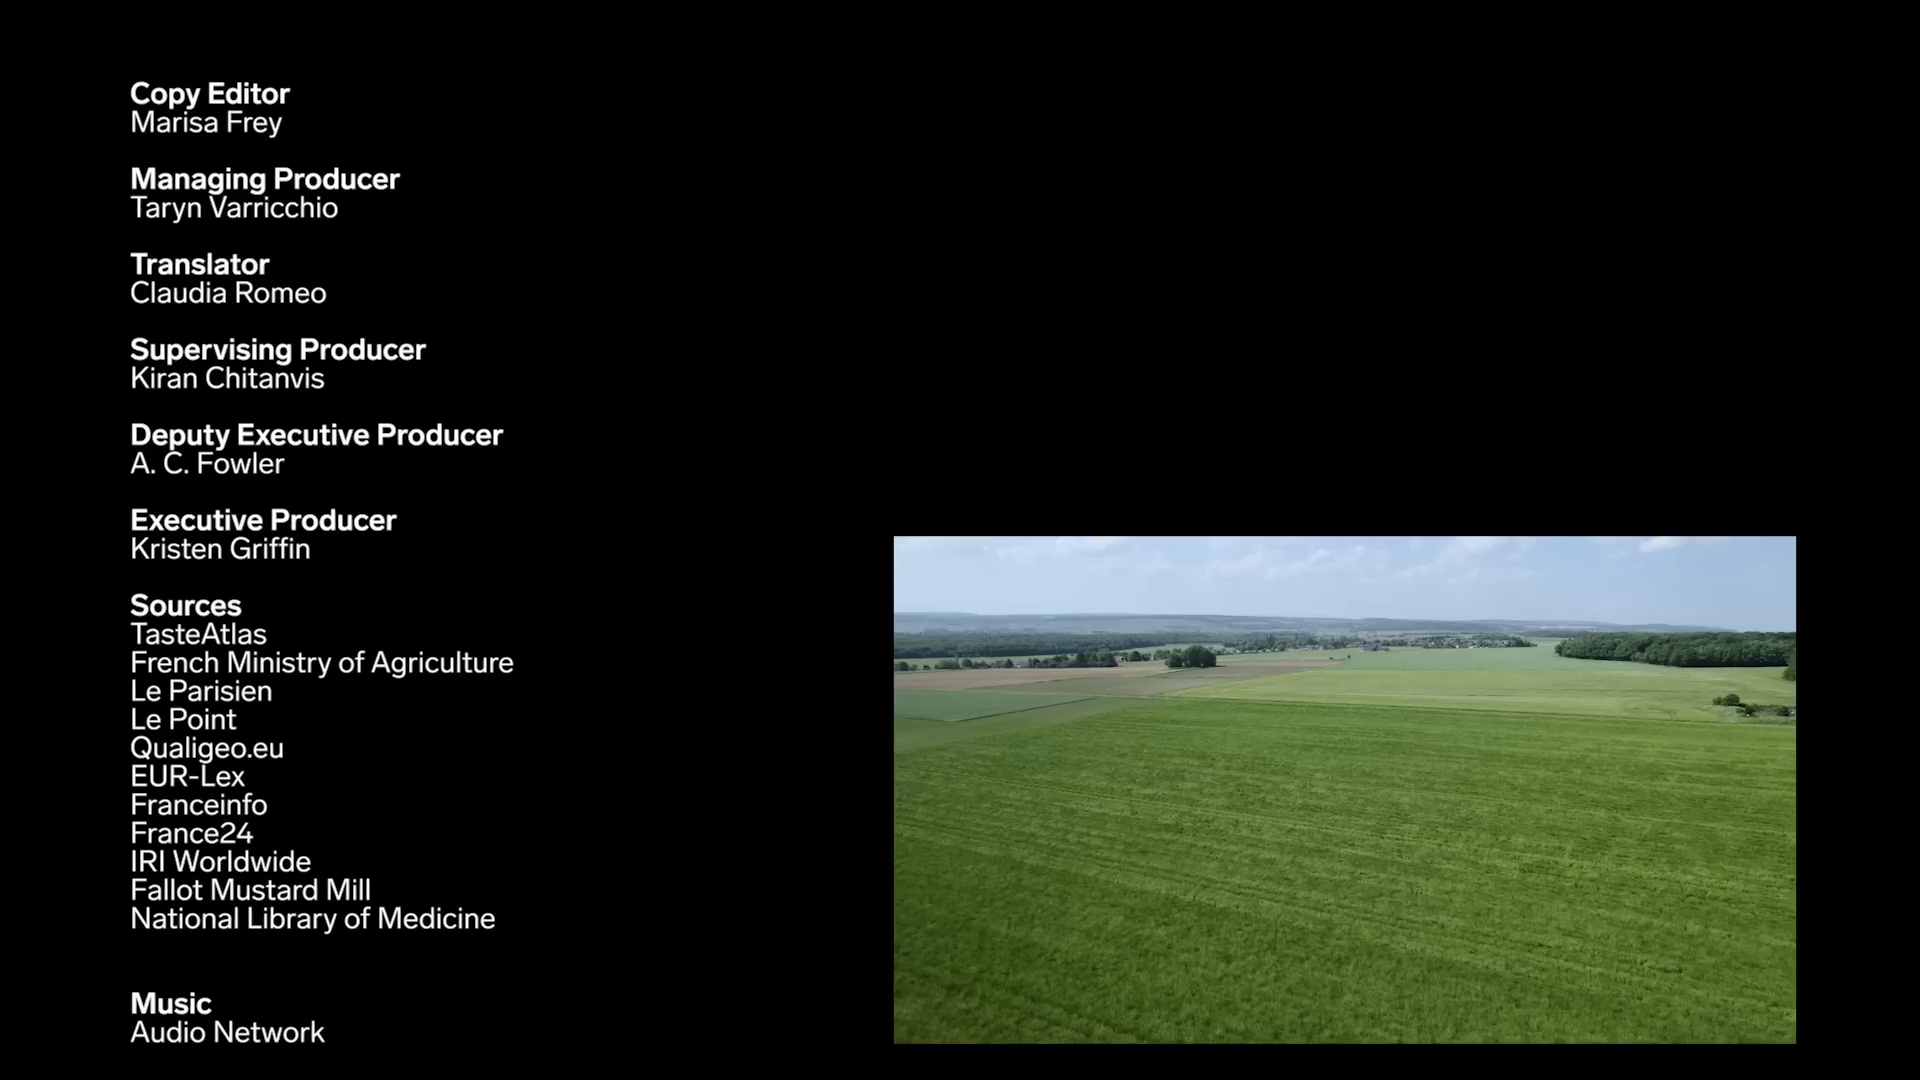 Copy Editor
Marisa Frey
Managing Producer
Taryn Varricchio
Translator
Claudia Romeo
Supervising Producer
Kiran Chitanvis
Deputy Executive Producer
A. C. Fowler
Executive Producer
Kristen Griffin
Sources
TasteAtlas
French Ministry of Agriculture
Le Parisien
Le Point
Qualigeo.eu
EUR-Lex
Franceinfo
France24
IRI Worldwide
Fallot Mustard Mill
National Library of Medicine
Music
Audio Network